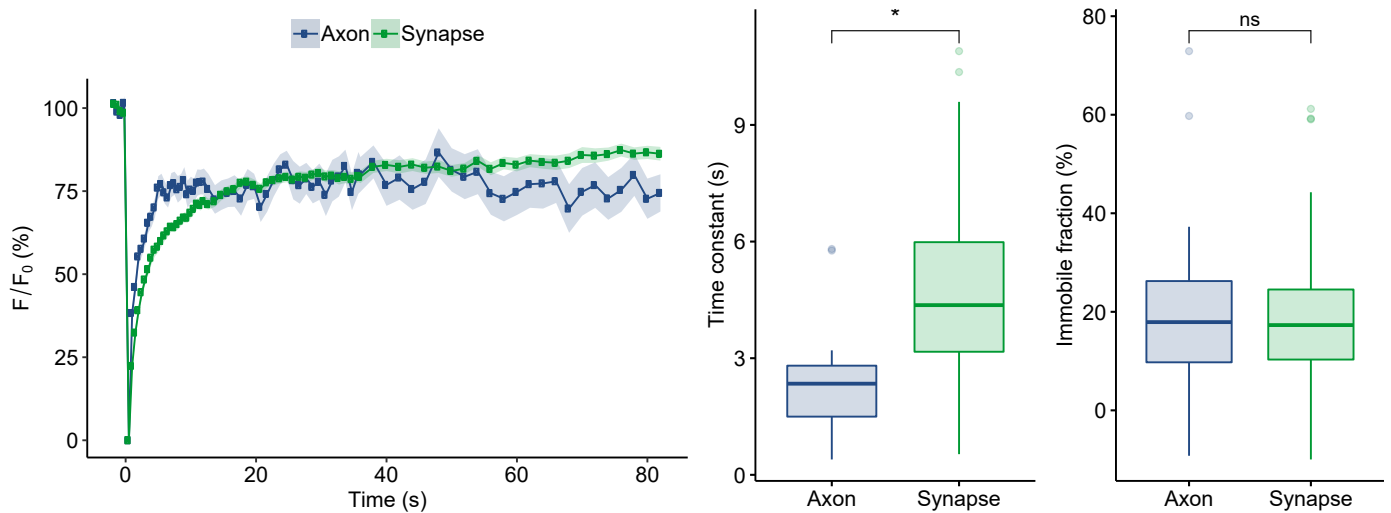 Axon Synapse
F/F₀ (%)
100
75
50
25
0
0 20 40 60 80
Time (s)
*
Time constant (s)
9
6
3
0
Axon Synapse
ns
Immobile fraction (%)
80
60
40
20
0
Axon Synapse